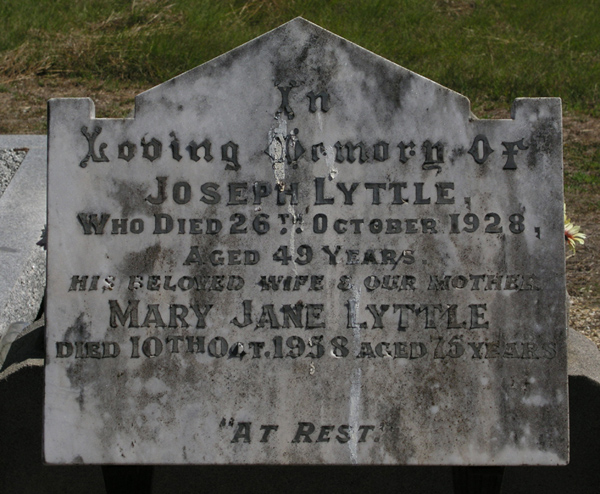 In
Loving Memory Of
JOSEPH LYTTLE,
WHO DIED 26TH OCTOBER 1928,
AGED 49 YEARS.
HIS BELOVED WIFE & OUR MOTHER
MARY JANE LYTTLE
DIED 10TH OCT. 1958 AGED 75 YEARS
"AT REST."